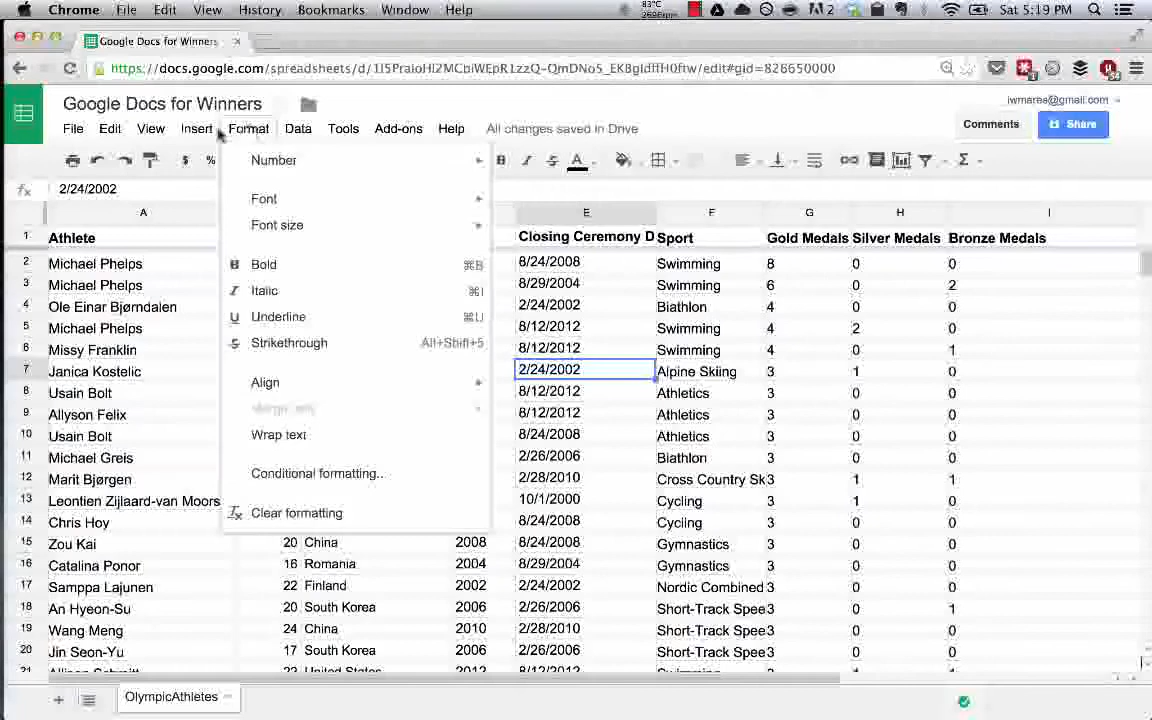 Chrome File Edit View History Bookmarks Window Help 83°C 2 Sat 5:19 PM
Google Docs for Winners
docs.google.com/spreadsheets/d/
Google Docs for Winners
iwmarea@gmail.com
File Edit View Insert Format Data Tools Add-ons Help All changes saved in Drive
Comments Share
$ % B I S A Σ
fx 2/24/2002
A E F G H I
1 Athlete Closing Ceremony D Sport Gold Medals Silver Medals Bronze Medals
2 Michael Phelps 8/24/2008 Swimming 8 0 0
3 Michael Phelps 8/29/2004 Swimming 6 0 2
4 Ole Einar Bjørndalen 2/24/2002 Biathlon 4 0 0
5 Michael Phelps 8/12/2012 Swimming 4 2 0
6 Missy Franklin 8/12/2012 Swimming 4 0 1
7 Janica Kostelic 2/24/2002 Alpine Skiing 3 1 0
8 Usain Bolt 8/12/2012 Athletics 3 0 0
9 Allyson Felix 8/12/2012 Athletics 3 0 0
10 Usain Bolt 8/24/2008 Athletics 3 0 0
11 Michael Greis 2/26/2006 Biathlon 3 0 0
12 Marit Bjørgen 2/28/2010 Cross Country Sk 3 1 1
13 Leontien Zijlaard-van Moors 10/1/2000 Cycling 3 1 0
14 Chris Hoy 8/24/2008 Cycling 3 0 0
15 Zou Kai 20 China 2008 8/24/2008 Gymnastics 3 0 0
16 Catalina Ponor 16 Romania 2004 8/29/2004 Gymnastics 3 0 0
17 Samppa Lajunen 22 Finland 2002 2/24/2002 Nordic Combined 3 0 0
18 An Hyeon-Su 20 South Korea 2006 2/26/2006 Short-Track Spee 3 0 1
19 Wang Meng 24 China 2010 2/28/2010 Short-Track Spee 3 0 0
20 Jin Seon-Yu 17 South Korea 2006 2/26/2006 Short-Track Spee 3 0 0
21 United States 2012 8/12/2012 Swimming
Number
Font
Font size
B Bold ⌘B
I Italic ⌘I
U Underline ⌘U
S Strikethrough Alt+Shift+5
Align
Wrap text
Conditional formatting...
Clear formatting
OlympicAthletes